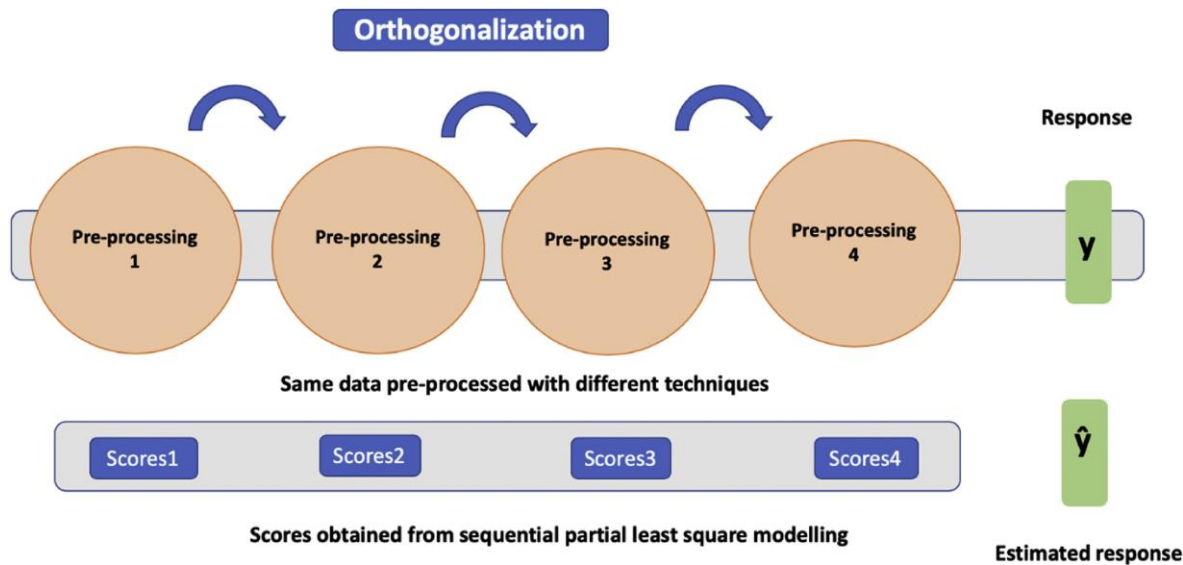 Orthogonalization
Response
Pre-processing
1
Pre-processing
2
Pre-processing
3
Pre-processing
4
y
Same data pre-processed with different techniques
Scores1
Scores2
Scores3
Scores4
ŷ
Scores obtained from sequential partial least square modelling
Estimated response